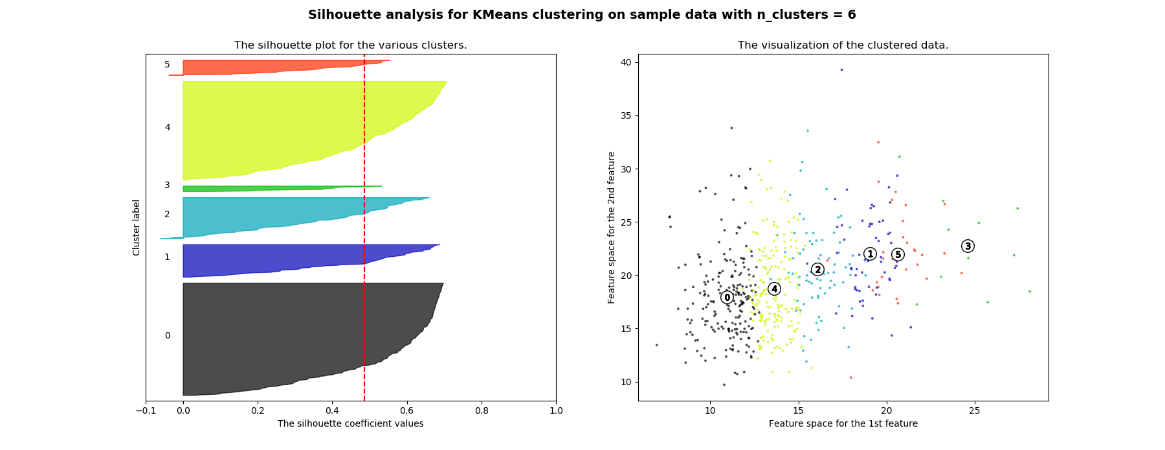 Silhouette analysis for KMeans clustering on sample data with n_clusters = 6
The silhouette plot for the various clusters.
5
4
3
2
1
0
Cluster label
−0.1 0.0 0.2 0.4 0.6 0.8 1.0
The silhouette coefficient values
The visualization of the clustered data.
40
35
30
25
20
15
10
Feature space for the 2nd feature
0 4 2 1 5 3
10 15 20 25
Feature space for the 1st feature